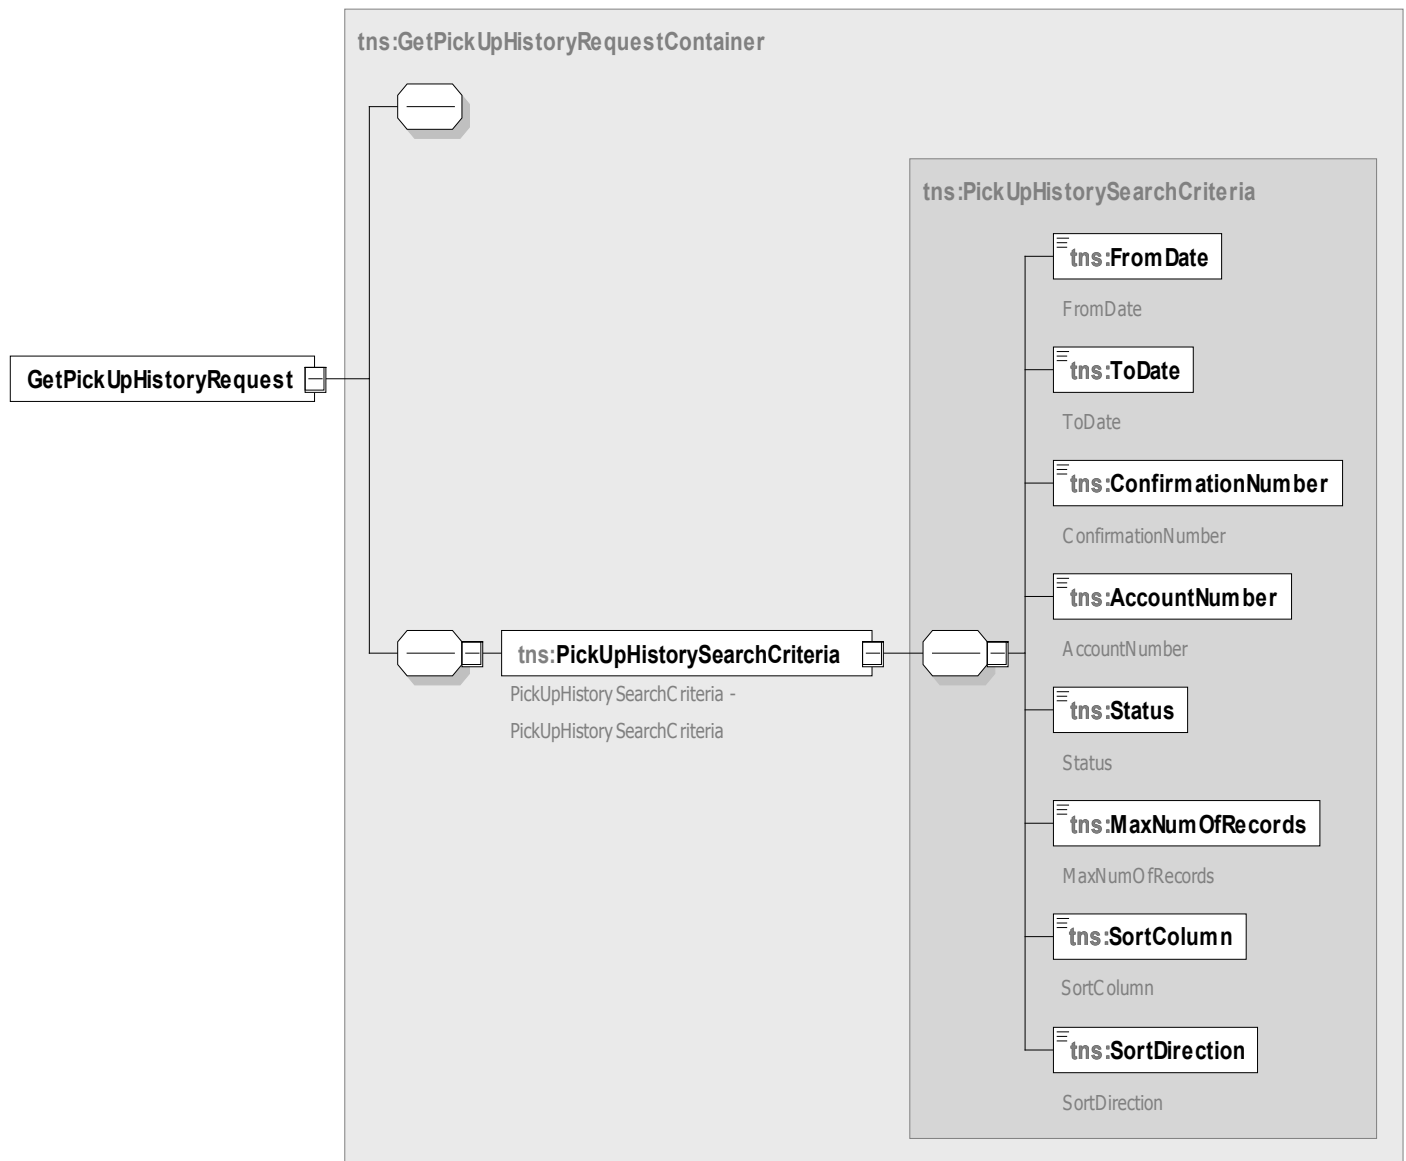 tns:GetPickUpHistoryRequestContainer
tns:PickUpHistorySearchCriteria
tns:FromDate
FromDate
tns:ToDate
ToDate
GetPickUpHistoryRequest
tns:ConfirmationNumber
ConfirmationNumber
tns:AccountNumber
AccountNumber
tns:PickUpHistorySearchCriteria
PickUpHistorySearchCriteria -
PickUpHistorySearchCriteria
tns:Status
Status
tns:MaxNumOfRecords
MaxNumOfRecords
tns:SortColumn
SortColumn
tns:SortDirection
SortDirection